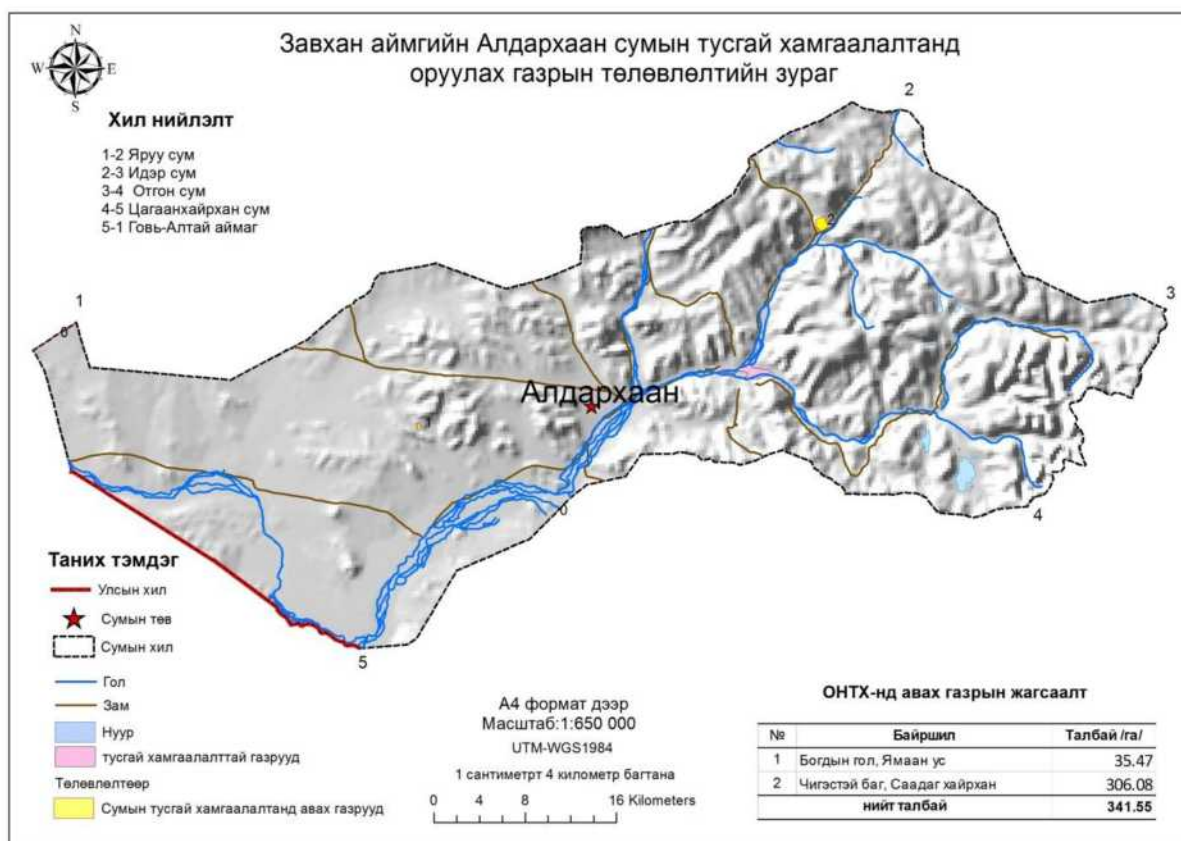 Завхан аймгийн Алдархаан сумын тусгай хамгаалалтанд
оруулах газрын төлөвлөлтийн зураг
N
W E
S
Хил нийлэлт
1-2 Яруу сум
2-3 Идэр сум
3-4 Отгон сум
4-5 Цагаанхайрхан сум
5-1 Говь-Алтай аймаг
2
2
1
3
0
Алдархаан
0
4
5
Таних тэмдэг
Улсын хил
Сумын төв
Сумын хил
Гол
Зам
Нуур
тусгай хамгаалалттай газрууд
Төлөвлөлтөөр
Сумын тусгай хамгаалалтанд авах газрууд
А4 формат дээр
Масштаб:1:650 000
UTM-WGS1984
1 сантиметрт 4 километр багтана
0 4 8 16 Kilometers
ОНТХ-нд авах газрын жагсаалт
№ Байршил Талбай /га/
1 Богдын гол, Ямаан ус 35.47
2 Чигэстэй баг, Саадаг хайрхан 306.08
нийт талбай 341.55